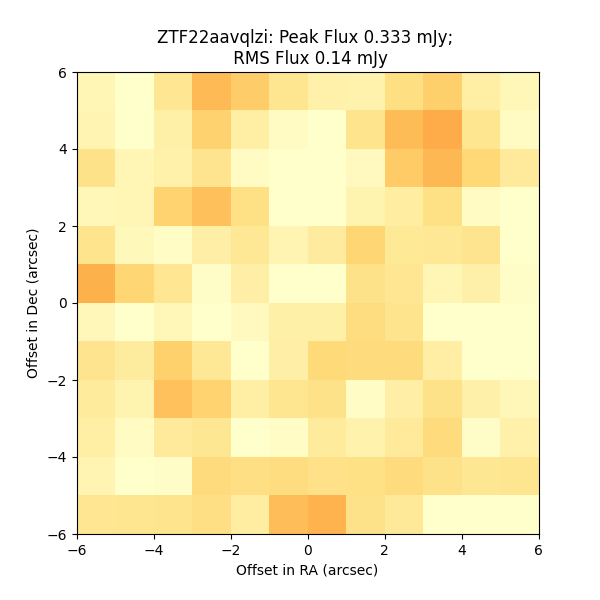 ZTF22aavqlzi: Peak Flux 0.333 mJy;
RMS Flux 0.14 mJy
6
4
2
0
−2
−4
−6
Offset in Dec (arcsec)
−6 −4 −2 0 2 4 6
Offset in RA (arcsec)